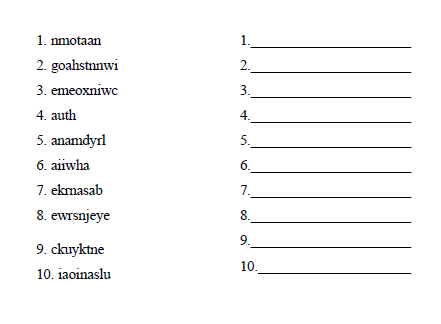 1. nmotaan 1.____________________
2. goahstnnwi 2.____________________
3. emeoxniwc 3.____________________
4. auth 4.____________________
5. anamdyrl 5.____________________
6. aiiwha 6.____________________
7. ekrnasab 7.____________________
8. ewrsnjeye 8.____________________
9. ckuyktne 9.____________________
10. iaoinaslu 10.____________________